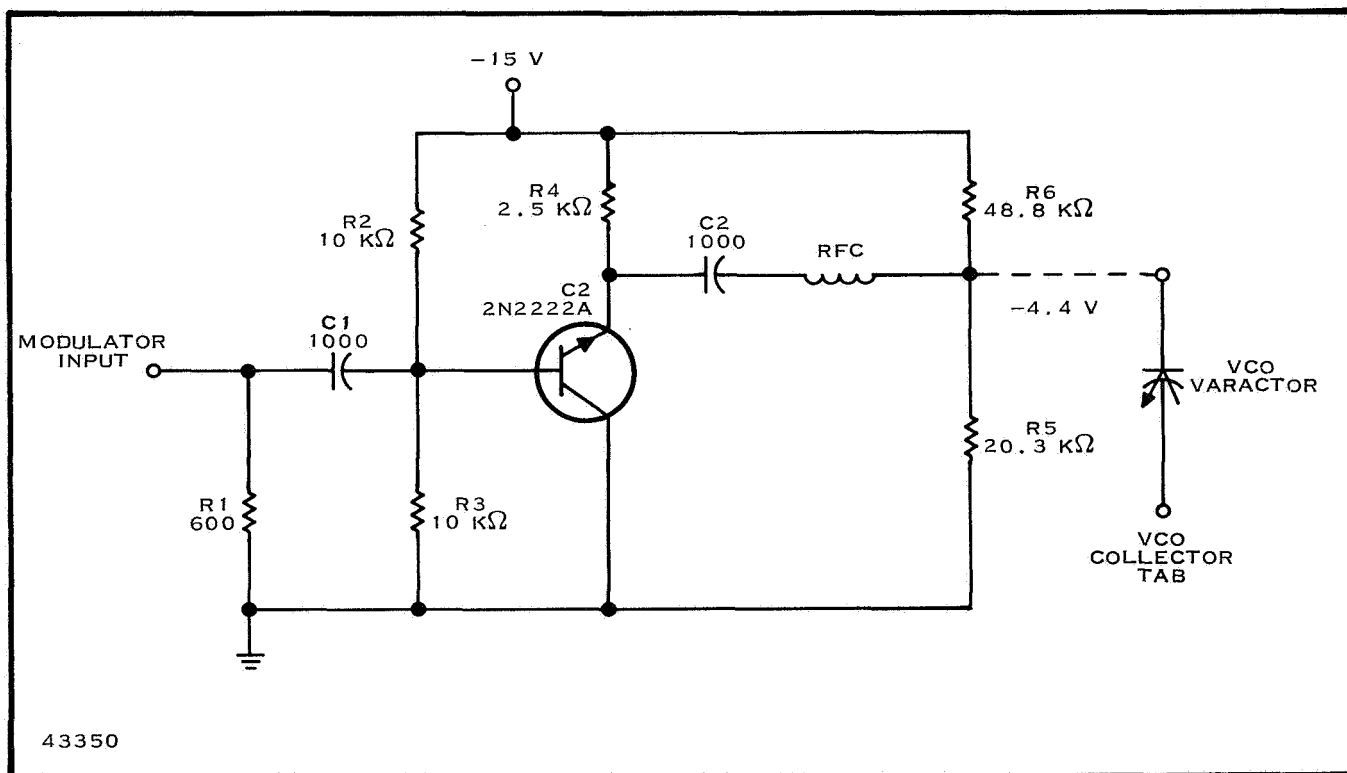 −15 V
R4
2.5 KΩ
R6
48.8 KΩ
R2
10 KΩ
C2
1000
RFC
C2
2N2222A
−4.4 V
C1
1000
MODULATOR
INPUT
VCO
VARACTOR
R5
20.3 KΩ
R1
600
R3
10 KΩ
VCO
COLLECTOR
TAB
43350